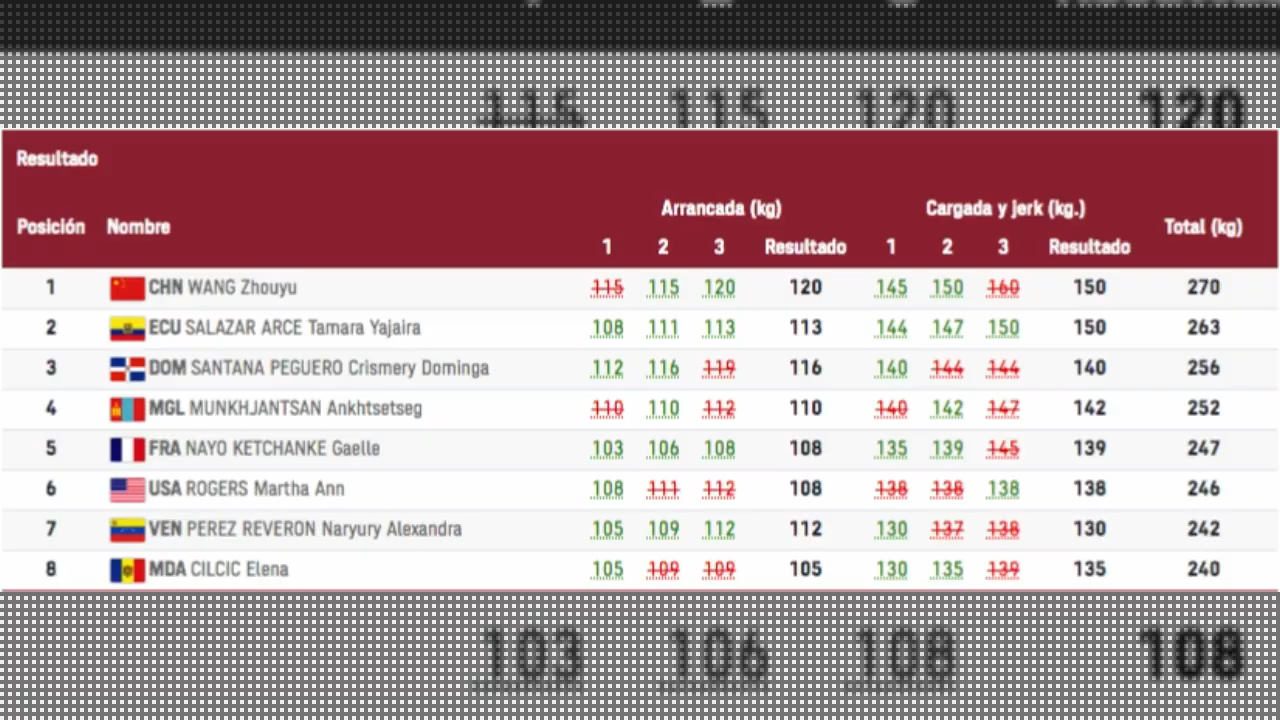 115 115 120 120
Resultado
Arrancada (kg) Cargada y jerk (kg.)
Posición Nombre Total (kg)
1 2 3 Resultado 1 2 3 Resultado
1 CHN WANG Zhouyu 115 115 120 120 145 150 160 150 270
2 ECU SALAZAR ARCE Tamara Yajaira 108 111 113 113 144 147 150 150 263
3 DOM SANTANA PEGUERO Crismery Dominga 112 116 119 116 140 144 144 140 256
4 MGL MUNKHJANTSAN Ankhtsetseg 110 110 112 110 140 142 147 142 252
5 FRA NAYO KETCHANKE Gaelle 103 106 108 108 135 139 145 139 247
6 USA ROGERS Martha Ann 108 111 112 108 138 138 138 138 246
7 VEN PEREZ REVERON Naryury Alexandra 105 109 112 112 130 137 138 130 242
8 MDA CILCIC Elena 105 109 109 105 130 135 139 135 240
103 106 108 108